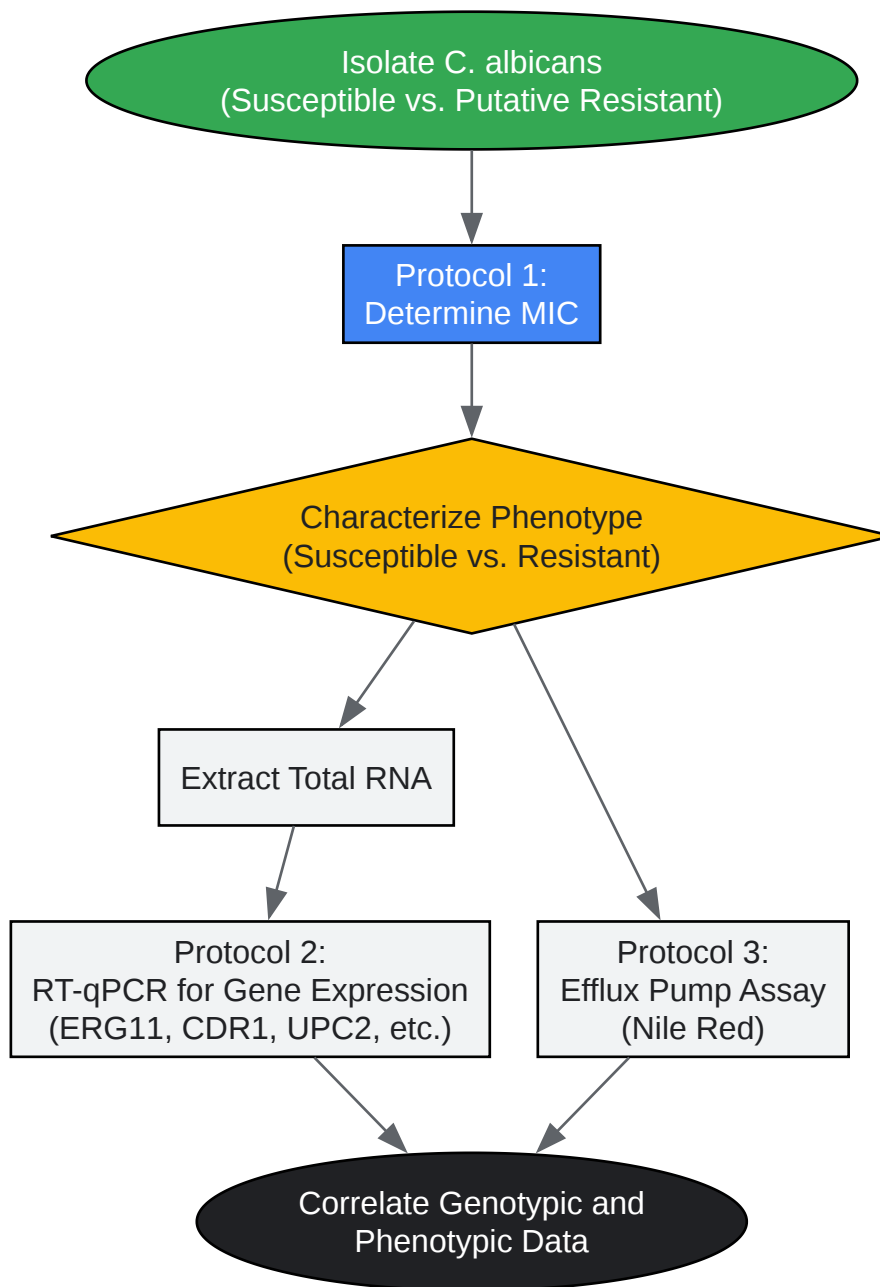 Isolate C. albicans
(Susceptible vs. Putative Resistant)
Protocol 1:
Determine MIC
Characterize Phenotype
(Susceptible vs. Resistant)
Extract Total RNA
Protocol 2:
RT-qPCR for Gene Expression
(ERG11, CDR1, UPC2, etc.)
Protocol 3:
Efflux Pump Assay
(Nile Red)
Correlate Genotypic and
Phenotypic Data